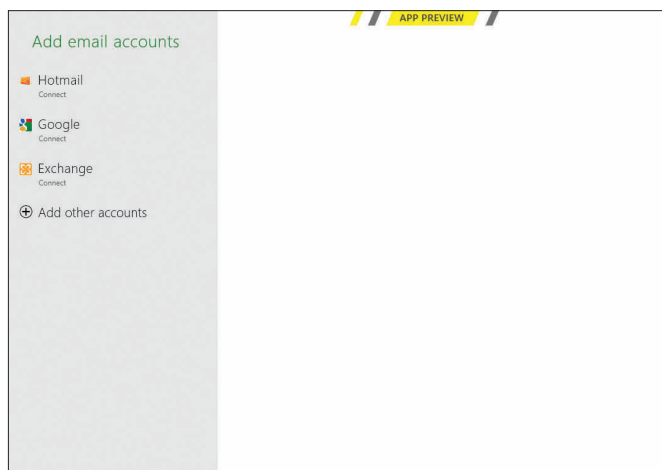 APP PREVIEW
Add email accounts
Hotmail
Connect
Google
Connect
Exchange
Connect
Add other accounts